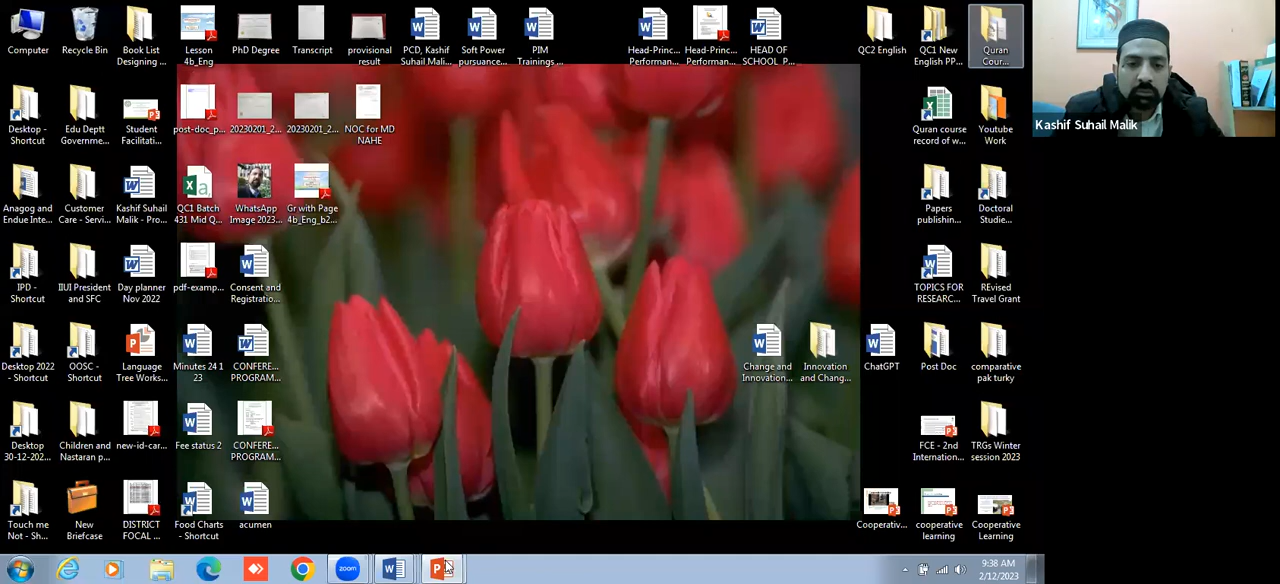 Computer
Recycle Bin
Book List
Designing ...
Lesson
4b_Eng
PhD Degree
Transcript
provisional
result
PCD, Kashif
Suhail Mali...
Soft Power
pursuance...
PIM
Trainings ...
Head-Princ...
Performan...
Head-Princ...
Performan...
HEAD OF
SCHOOL_P...
QC2 English
QC1 New
English PP...
Quran
Cour...
Kashif Suhail Malik
Desktop -
Shortcut
Edu Deptt
Governme...
Student
Facilitati...
post-doc_p...
20230201_2...
20230201_2...
NOC for MD
NAHE
Quran course
record of w...
Youtube
Work
Anagog and
Endue Inte...
Customer
Care - Servi...
Kashif Suhail
Malik - Pro...
QC1 Batch
431 Mid Q...
WhatsApp
Image 2023...
Gr with Page
4b_Eng_b2...
Papers
publishin...
Doctoral
Studie...
IPD -
Shortcut
IIUI President
and SFC
Day planner
Nov 2022
pdf-examp...
Consent and
Registratio...
TOPICS FOR
RESEARC...
REvised
Travel Grant
Desktop 2022
- Shortcut
OOSC -
Shortcut
Language
Tree Works...
Minutes 24 1
23
CONFERE...
PROGRAM...
Change and
Innovation...
Innovation
and Chang...
ChatGPT
Post Doc
comparative
pak turky
Desktop
30-12-202...
Children and
Nastaran p...
new-id-car...
Fee status 2
CONFERE...
PROGRAM...
FCE - 2nd
Internation...
TRGs Winter
session 2023
Touch me
Not - Sh...
New
Briefcase
DISTRICT
FOCAL ...
Food Charts
- Shortcut
acumen
Cooperativ...
cooperative
learning
Cooperative
Learning
zoom
9:38 AM
2/12/2023